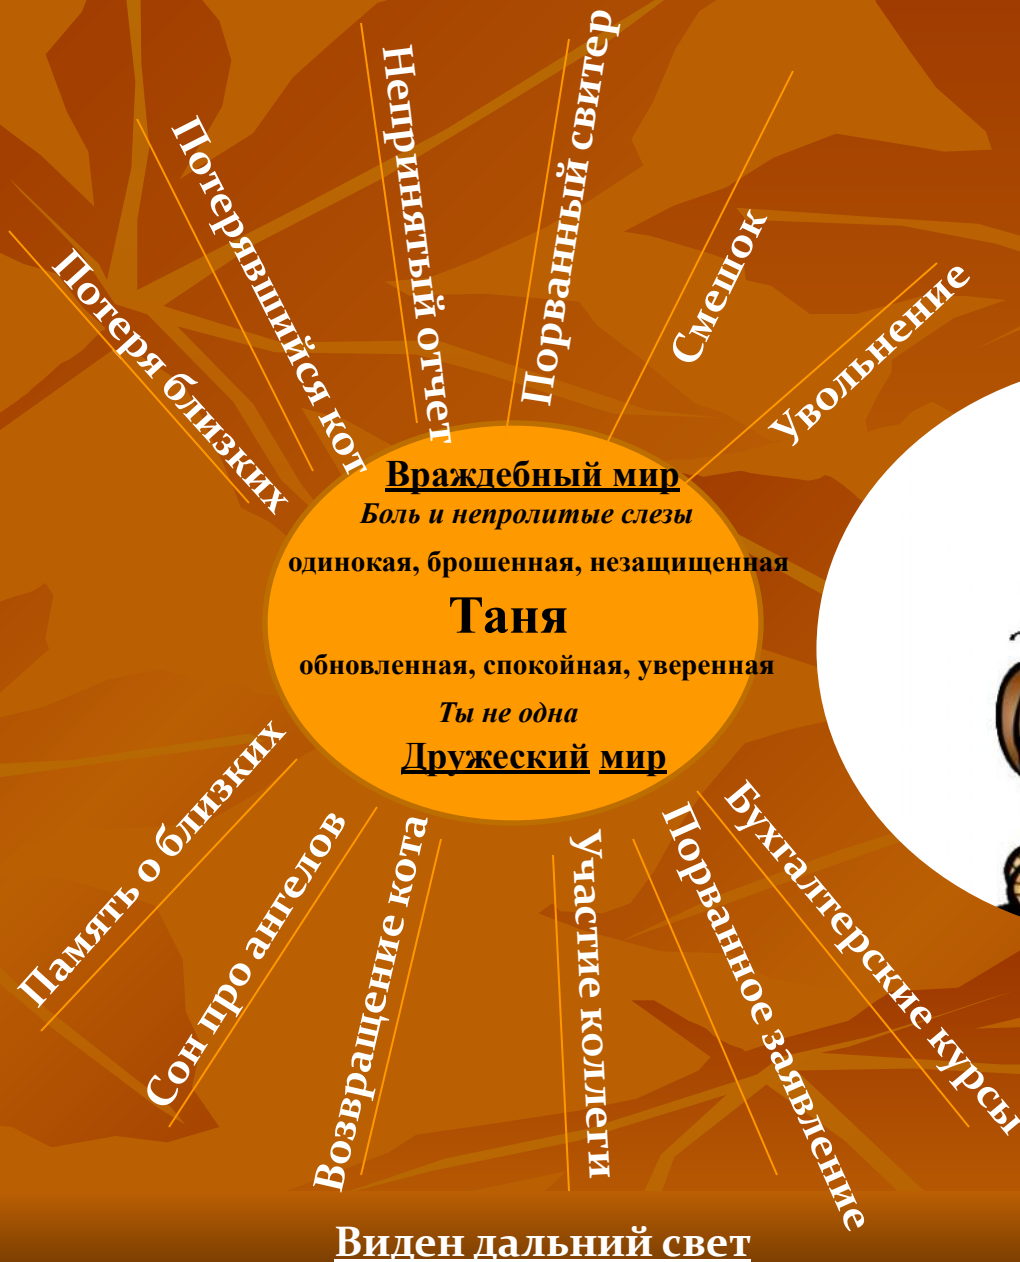 Потеря близких
Потерявшийся кот
Непринятый отчет
Порванный свитер
Смешок
Увольнение
Враждебный мир
Боль и непролитые слезы
одинокая, брошенная, незащищенная
Таня
обновленная, спокойная, уверенная
Ты не одна
Дружеский мир
Память о близких
Сон про ангелов
Возвращение кота
Участие коллеги
Порванное заявление
Бухгалтерские курсы
Виден дальний свет